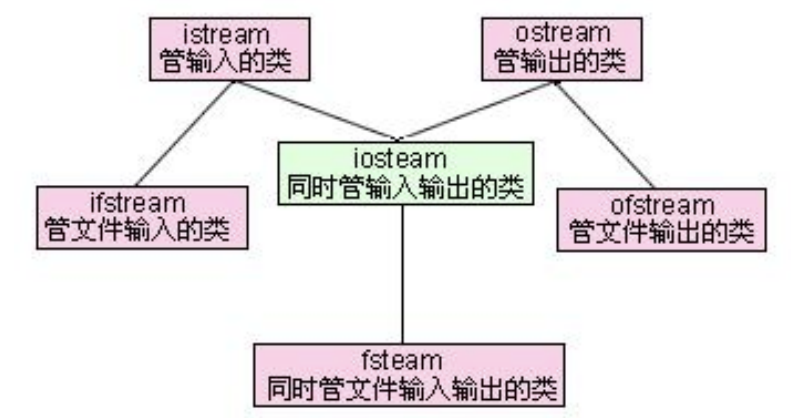 istream
管输入的类
ostream
管输出的类
iosteam
同时管输入输出的类
ifstream
管文件输入的类
ofstream
管文件输出的类
fsteam
同时管文件输入输出的类